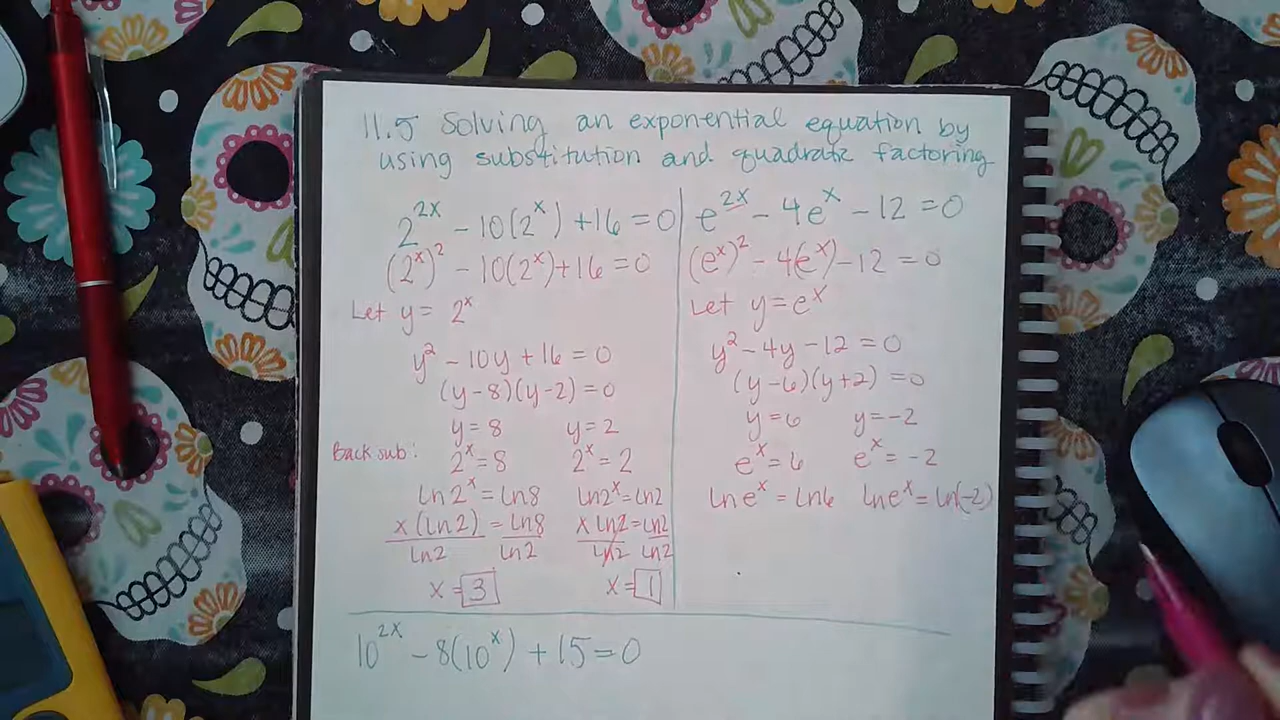 11.5 Solving an exponential equation by
using substitution and quadratic factoring
2^{2x} - 10(2^x) + 16 = 0
(2^x)^2 - 10(2^x) + 16 = 0
Let y = 2^x
y^2 - 10y + 16 = 0
(y-8)(y-2) = 0
y = 8 y = 2
Back sub: 2^x = 8 2^x = 2
ln2^x = ln8 ln2^x = ln2
x(ln2)/ln2 = ln8/ln2 x ln2/ln2 = ln2/ln2
x = 3 x = 1
e^{2x} - 4e^x - 12 = 0
(e^x)^2 - 4(e^x) - 12 = 0
Let y = e^x
y^2 - 4y - 12 = 0
(y-6)(y+2) = 0
y = 6 y = -2
e^x = 6 e^x = -2
ln e^x = ln6 ln e^x = ln(-2)
10^{2x} - 8(10^x) + 15 = 0